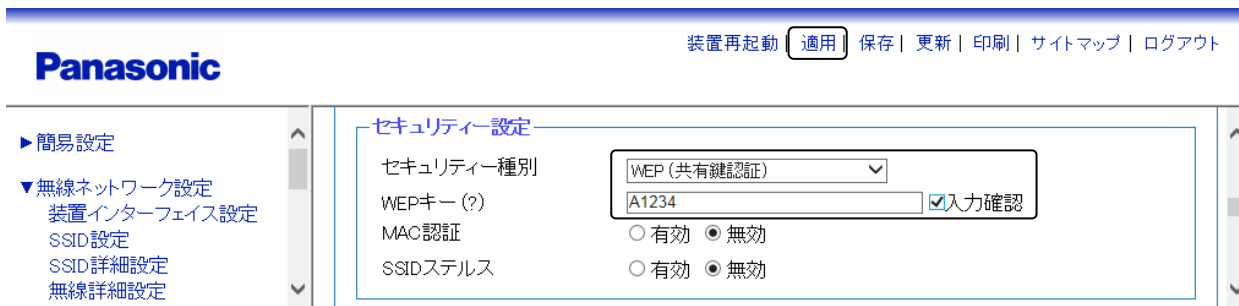 装置再起動 | 適用 | 保存 | 更新 | 印刷 | サイトマップ | ログアウト
Panasonic
▶簡易設定
▼無線ネットワーク設定
装置インターフェイス設定
SSID設定
SSID詳細設定
無線詳細設定
セキュリティー設定
セキュリティー種別 WEP(共有鍵認証)
WEPキー(?) A1234 入力確認
MAC認証 有効 無効
SSIDステルス 有効 無効